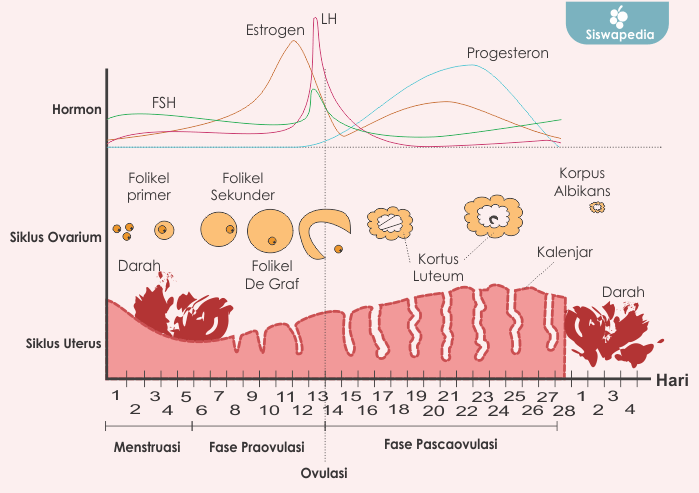 Siswapedia
LH
Estrogen
Progesteron
FSH
Hormon
Folikel
primer
Folikel
Sekunder
Korpus
Albikans
Siklus Ovarium
Darah
Folikel
De Graf
Kortus
Luteum
Kalenjar
Darah
Siklus Uterus
Hari
1 3 5 7 9 11 13 15 17 19 21 23 25 27 1 3
2 4 6 8 10 12 14 16 18 20 22 24 26 28 2 4
Menstruasi
Fase Praovulasi
Fase Pascaovulasi
Ovulasi